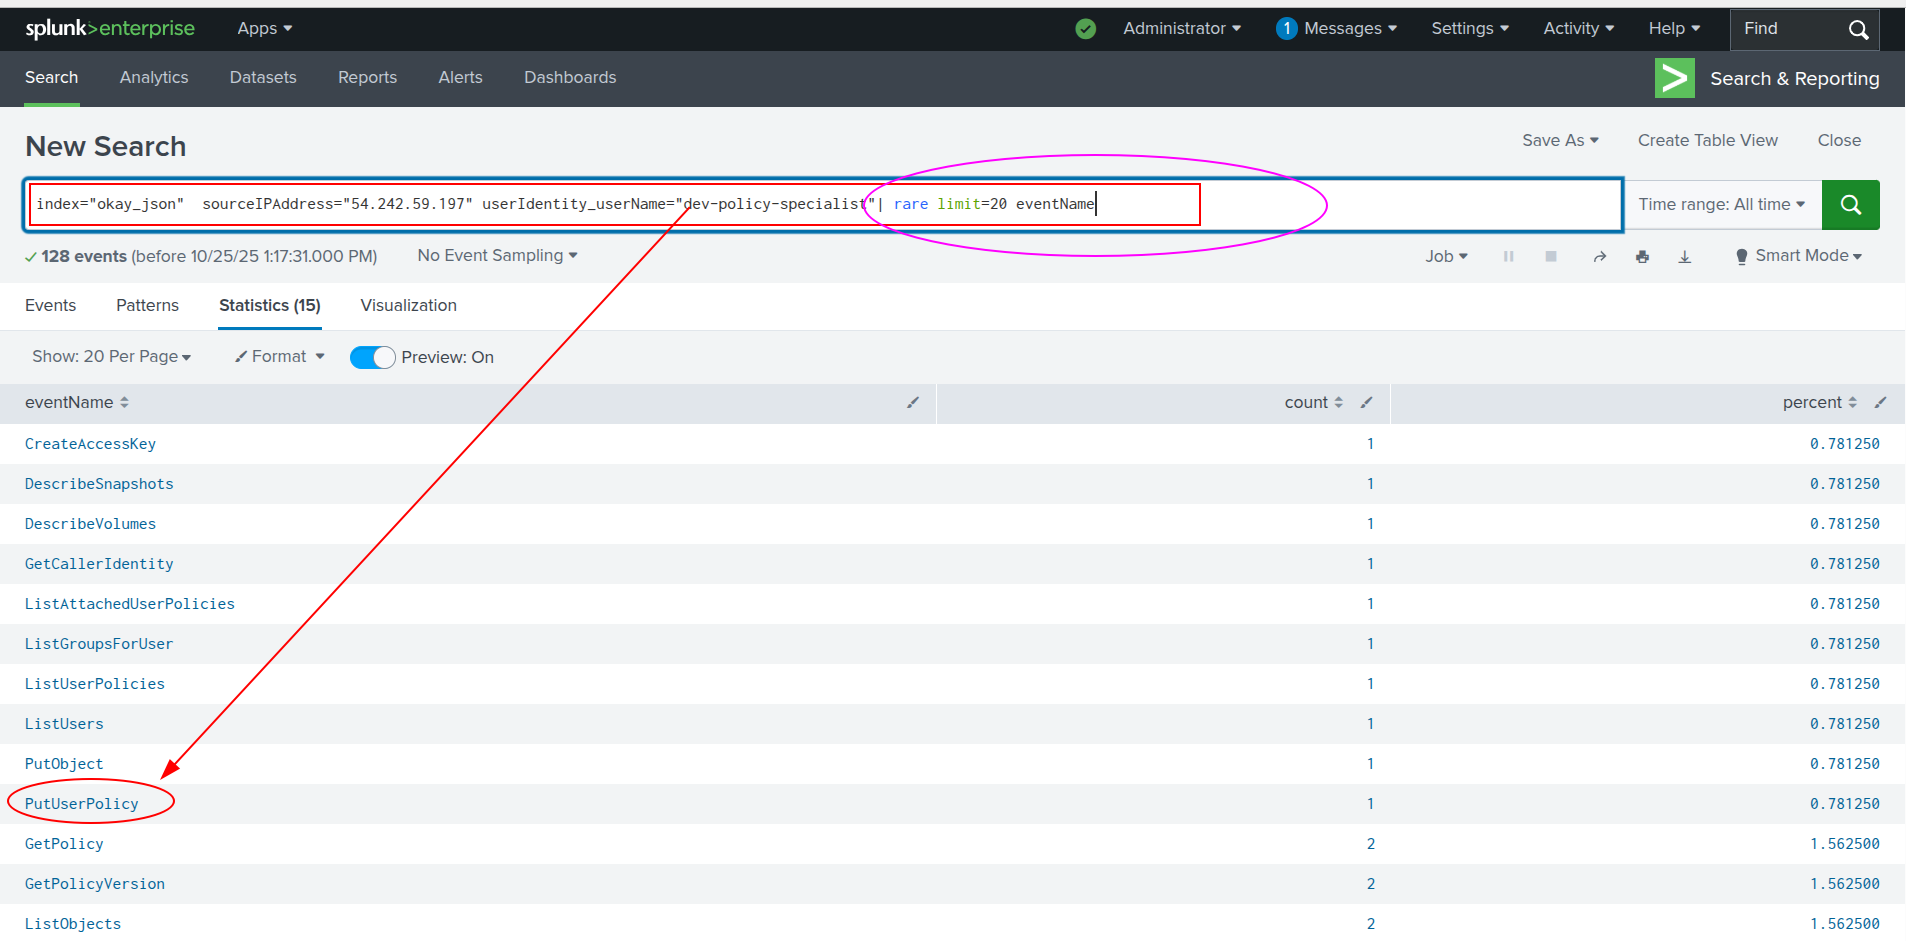 splunk>enterprise Apps Administrator 1 Messages Settings Activity Help Find
Search Analytics Datasets Reports Alerts Dashboards > Search & Reporting
New Search Save As Create Table View Close
index="okay_json"  sourceIPAddress="54.242.59.197" userIdentity_userName="dev-policy-specialist"| rare limit=20 eventName Time range: All time
128 events (before 10/25/25 1:17:31.000 PM) No Event Sampling Job Smart Mode
Events Patterns Statistics (15) Visualization
Show: 20 Per Page Format Preview: On
eventName count percent
CreateAccessKey 1 0.781250
DescribeSnapshots 1 0.781250
DescribeVolumes 1 0.781250
GetCallerIdentity 1 0.781250
ListAttachedUserPolicies 1 0.781250
ListGroupsForUser 1 0.781250
ListUserPolicies 1 0.781250
ListUsers 1 0.781250
PutObject 1 0.781250
PutUserPolicy 1 0.781250
GetPolicy 2 1.562500
GetPolicyVersion 2 1.562500
ListObjects 2 1.562500